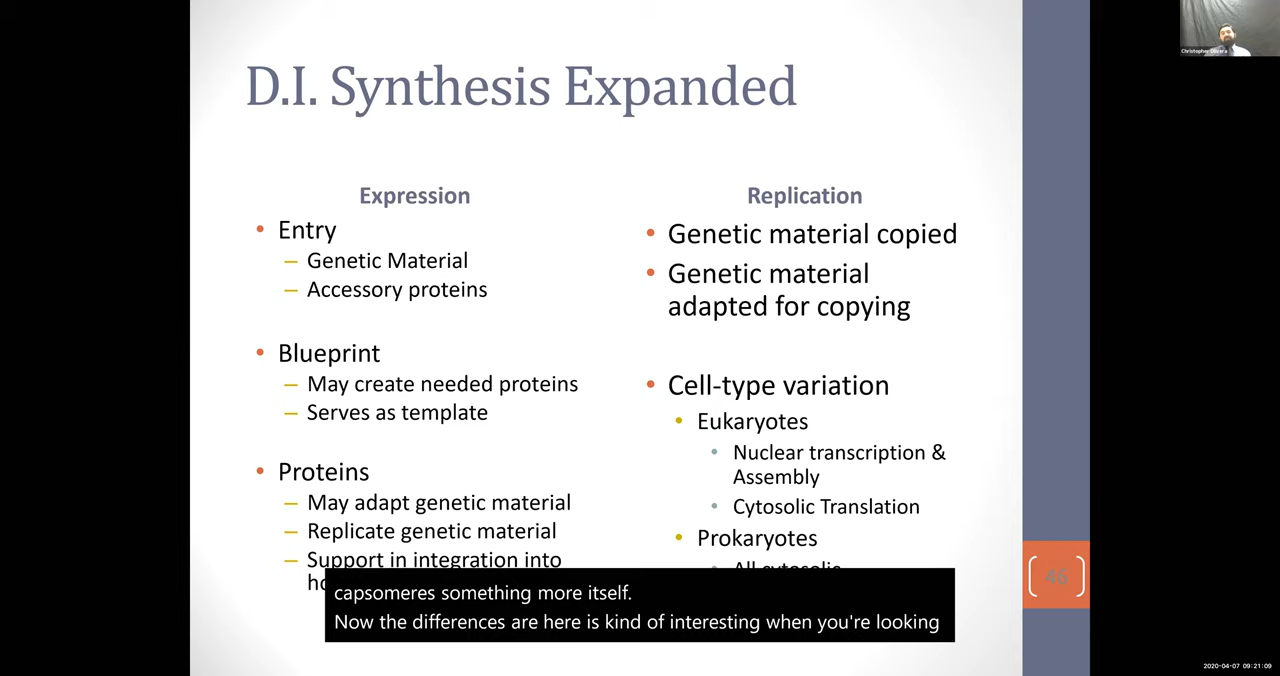 D.I. Synthesis Expanded
Christopher Olivera
Expression
• Entry
– Genetic Material
– Accessory proteins
• Blueprint
– May create needed proteins
– Serves as template
• Proteins
– May adapt genetic material
– Replicate genetic material
– Support in integration into
Replication
• Genetic material copied
• Genetic material
adapted for copying
• Cell-type variation
• Eukaryotes
• Nuclear transcription &
Assembly
• Cytosolic Translation
• Prokaryotes
• All cytosolic
46
capsomeres something more itself.
Now the differences are here is kind of interesting when you're looking
2020-04-07 09:21:09